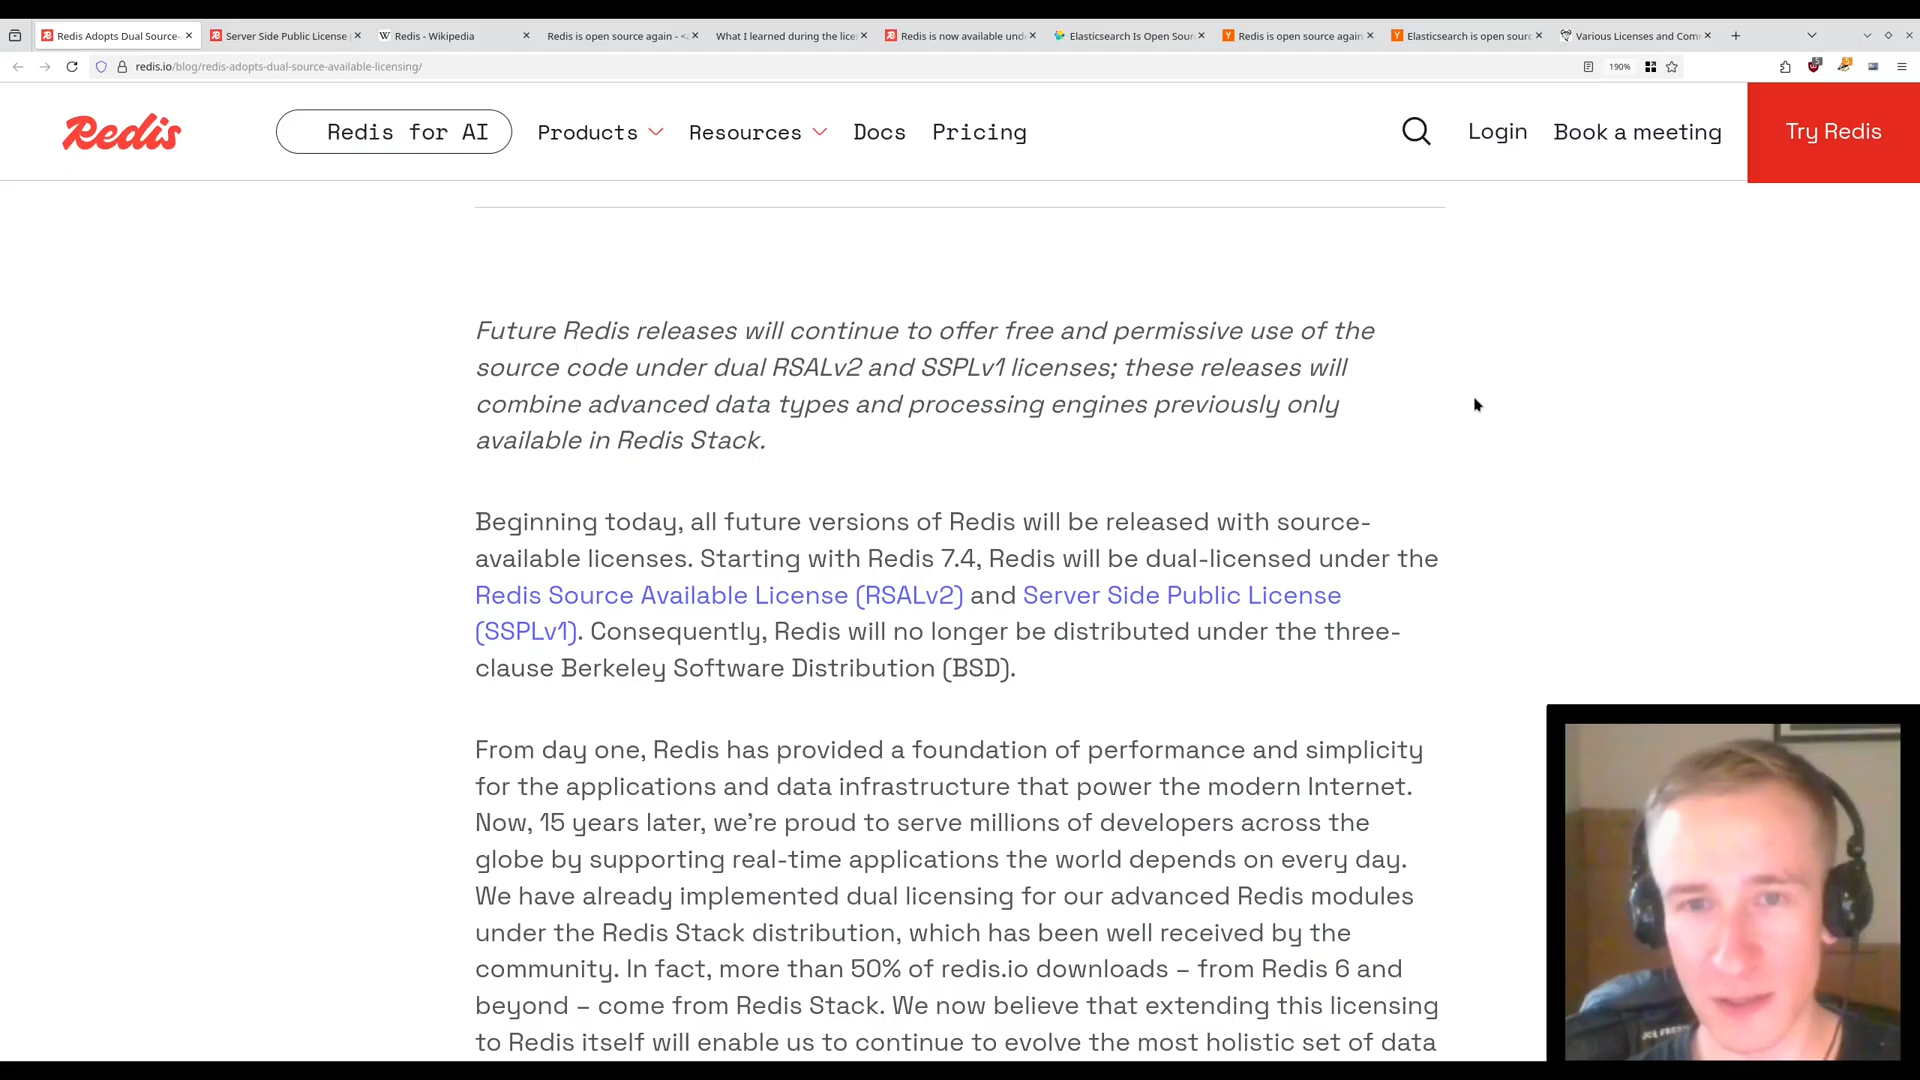 Redis Adopts Dual Source-
Server Side Public License
Redis - Wikipedia
Redis is open source again - <
What I learned during the lice
Redis is now available und
Elasticsearch Is Open Sour
Redis is open source again
Elasticsearch is open sourc
Various Licenses and Com
redis.io/blog/redis-adopts-dual-source-available-licensing/
190%
Redis
Redis for AI
Products
Resources
Docs
Pricing
Login
Book a meeting
Try Redis
Future Redis releases will continue to offer free and permissive use of the
source code under dual RSALv2 and SSPLv1 licenses; these releases will
combine advanced data types and processing engines previously only
available in Redis Stack.
Beginning today, all future versions of Redis will be released with source-
available licenses. Starting with Redis 7.4, Redis will be dual-licensed under the
Redis Source Available License (RSALv2) and Server Side Public License
(SSPLv1). Consequently, Redis will no longer be distributed under the three-
clause Berkeley Software Distribution (BSD).
From day one, Redis has provided a foundation of performance and simplicity
for the applications and data infrastructure that power the modern Internet.
Now, 15 years later, we're proud to serve millions of developers across the
globe by supporting real-time applications the world depends on every day.
We have already implemented dual licensing for our advanced Redis modules
under the Redis Stack distribution, which has been well received by the
community. In fact, more than 50% of redis.io downloads – from Redis 6 and
beyond – come from Redis Stack. We now believe that extending this licensing
to Redis itself will enable us to continue to evolve the most holistic set of data